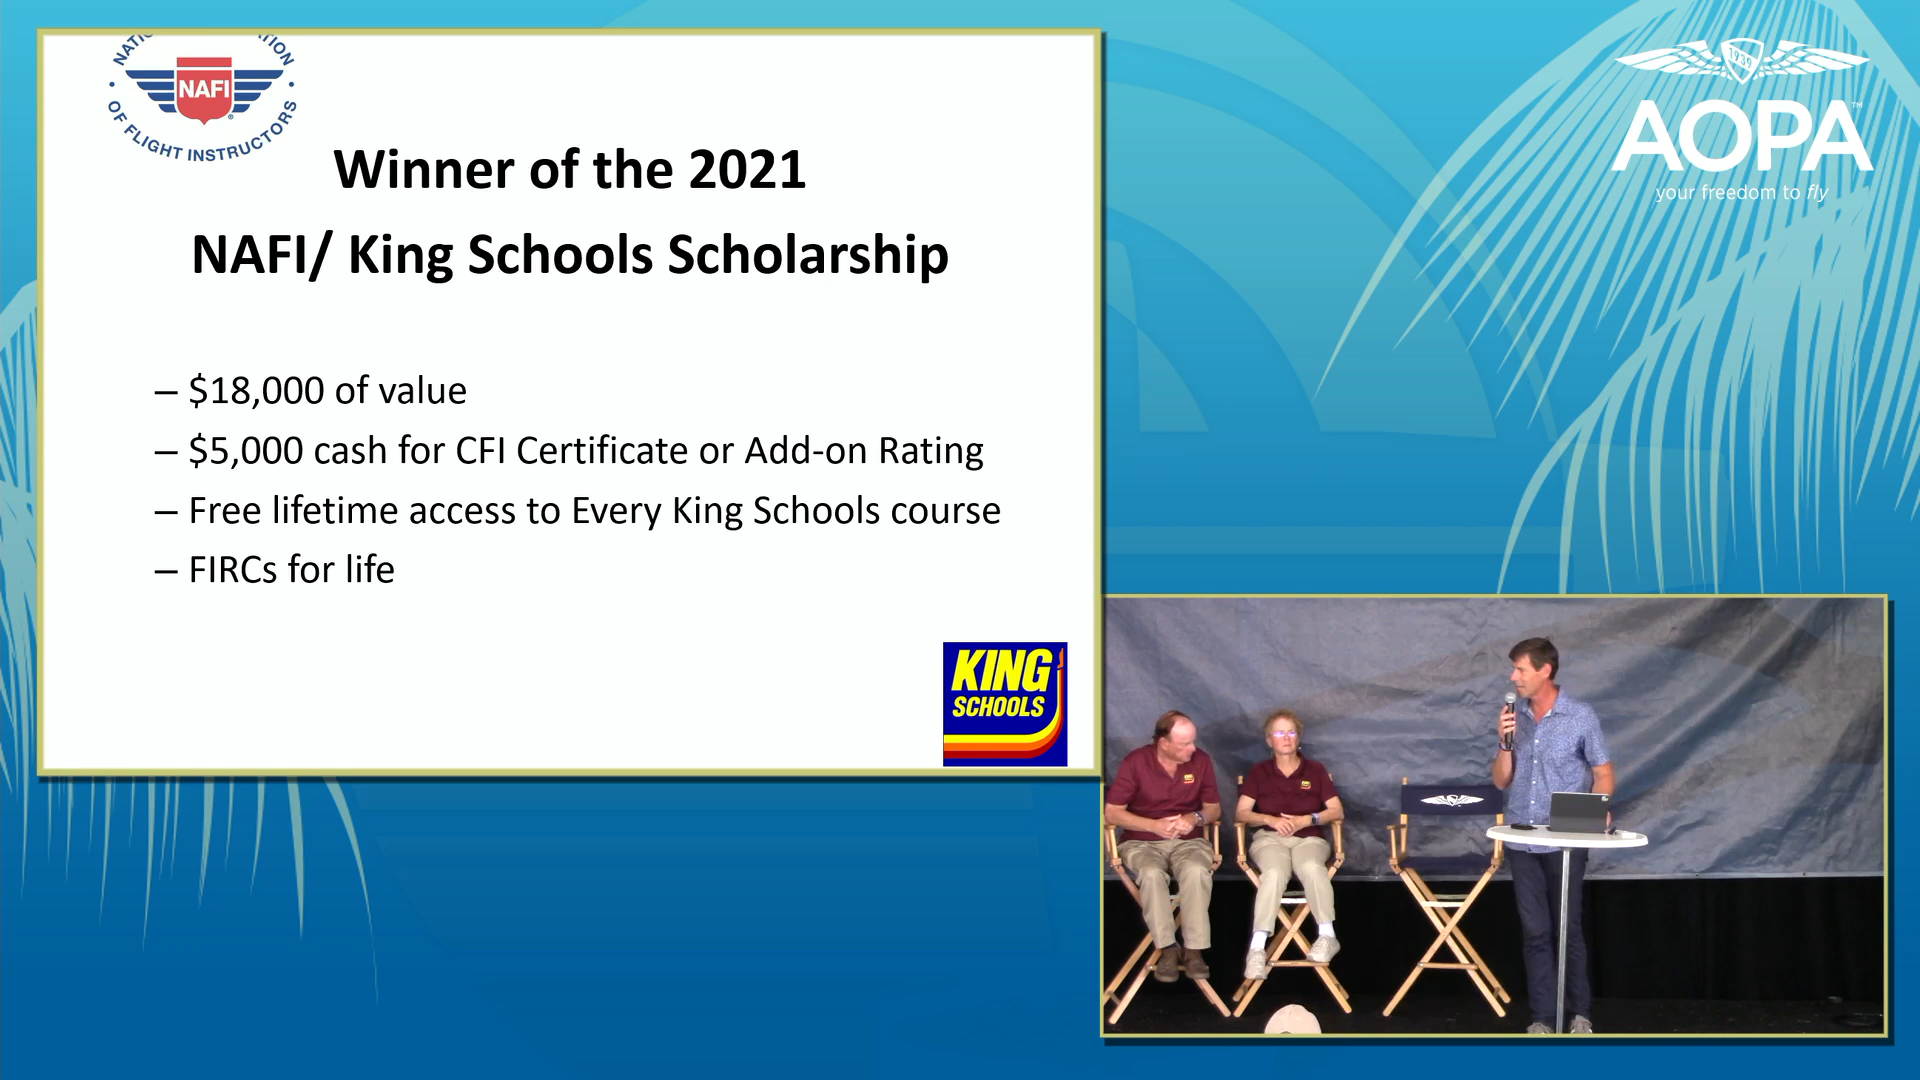 NAFI
OF FLIGHT INSTRUCTORS
Winner of the 2021
NAFI/ King Schools Scholarship
– $18,000 of value
– $5,000 cash for CFI Certificate or Add-on Rating
– Free lifetime access to Every King Schools course
– FIRCs for life
KING
SCHOOLS
1939
AOPA™
your freedom to fly